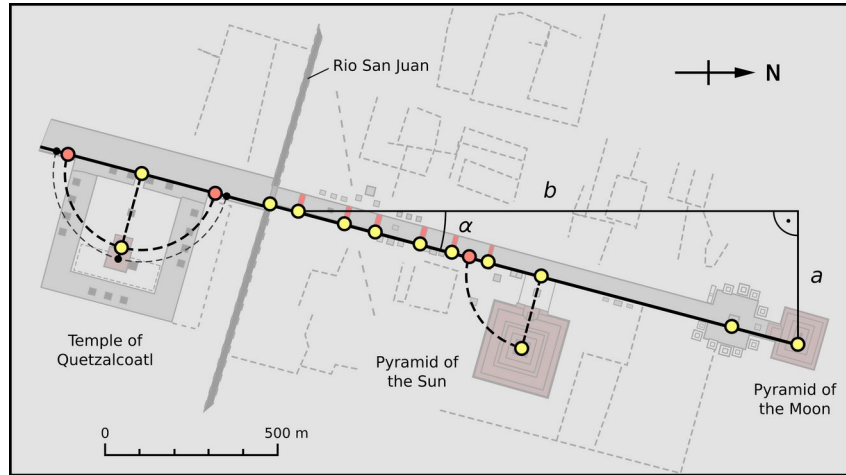 Rio San Juan
N
b
α
a
Temple of
Quetzalcoatl
Pyramid of
the Sun
Pyramid of
the Moon
0
500 m